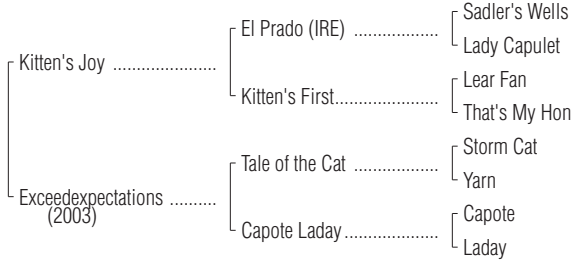 Sadler's Wells
El Prado (IRE) ..................
Lady Capulet
Kitten's Joy ......................
Lear Fan
Kitten's First......................
That's My Hon
Storm Cat
Tale of the Cat ..................
Yarn
Exceedexpectations ..........
(2003)
Capote
Capote Laday....................
Laday